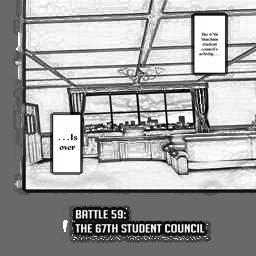 The 67th
Shuchiin
student
council's
activity...
...Is
over
BATTLE 59:
THE 67TH STUDENT COUNCIL